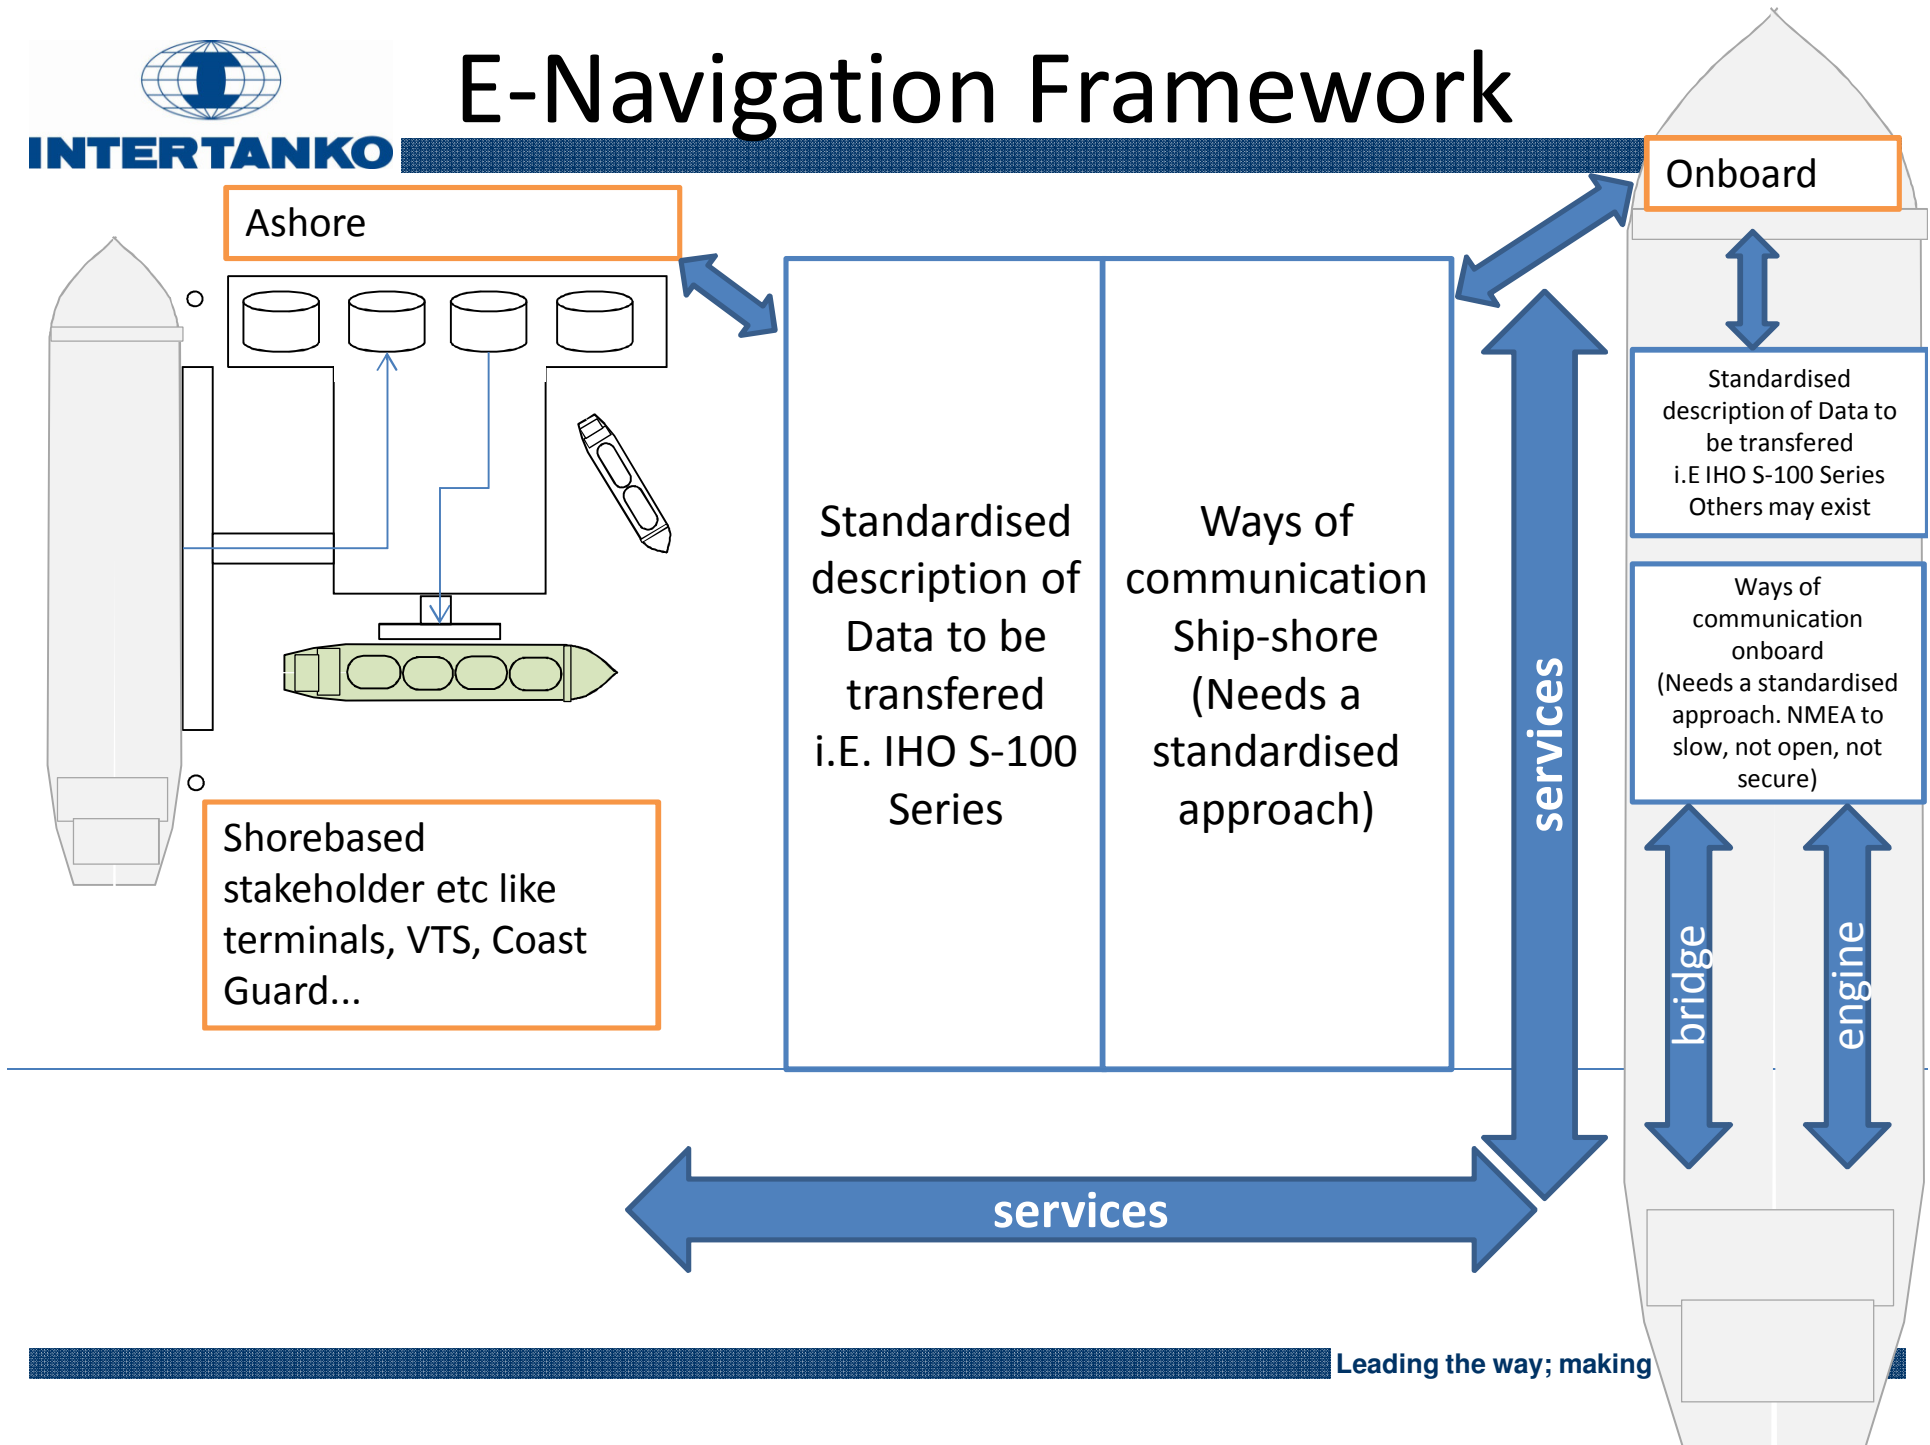 E-Navigation Framework
INTERTANKO
Onboard
Ashore
Standardised
description of
Data to be
transfered
i.E. IHO S-100
Series
Ways of
communication
Ship-shore
(Needs a
standardised
approach)
services
Standardised
description of Data to
be transfered
i.E IHO S-100 Series
Others may exist
Ways of
communication
onboard
(Needs a standardised
approach. NMEA to
slow, not open, not
secure)
bridge
engine
Shorebased
stakeholder etc like
terminals, VTS, Coast
Guard...
services
Leading the way; making